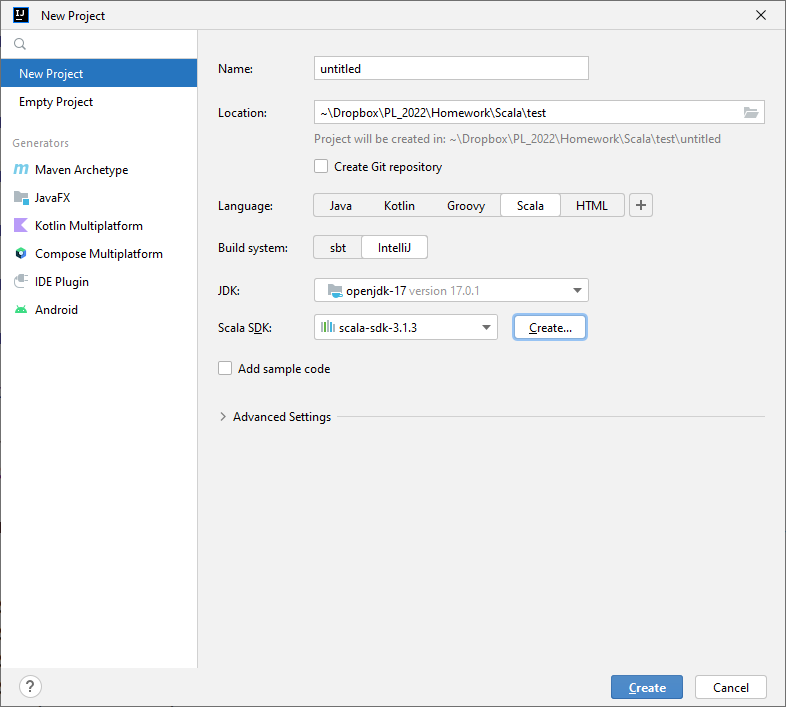 New Project
New Project
Empty Project
Generators
Maven Archetype
JavaFX
Kotlin Multiplatform
Compose Multiplatform
IDE Plugin
Android
Name: untitled
Location: ~\Dropbox\PL_2022\Homework\Scala\test
Project will be created in: ~\Dropbox\PL_2022\Homework\Scala\test\untitled
Create Git repository
Language: Java Kotlin Groovy Scala HTML +
Build system: sbt IntelliJ
JDK: openjdk-17 version 17.0.1
Scala SDK: scala-sdk-3.1.3 Create...
Add sample code
Advanced Settings
? Create Cancel